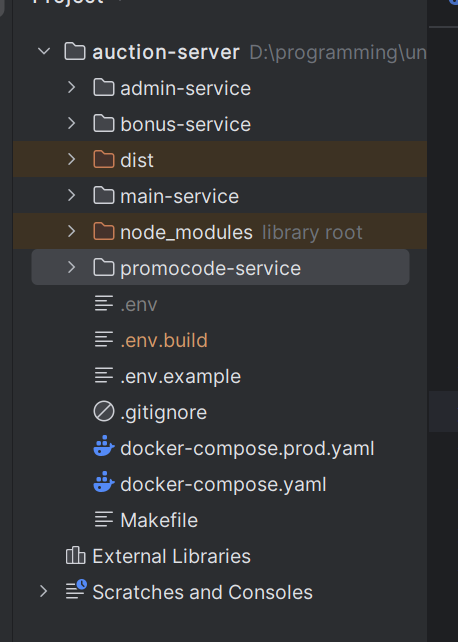 Project
auction-server D:\programming\un
admin-service
bonus-service
dist
main-service
node_modules library root
promocode-service
.env
.env.build
.env.example
.gitignore
docker-compose.prod.yaml
docker-compose.yaml
Makefile
External Libraries
Scratches and Consoles